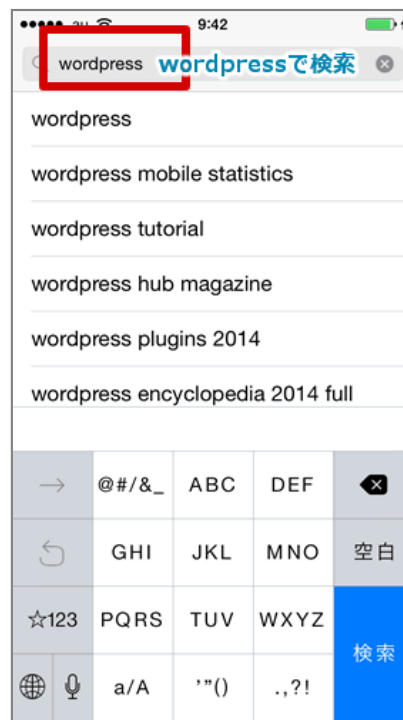 au 9:42
wordpress wordpressで検索
wordpress
wordpress mobile statistics
wordpress tutorial
wordpress hub magazine
wordpress plugins 2014
wordpress encyclopedia 2014 full
→ @#/&_ ABC DEF
GHI JKL MNO 空白
☆123 PQRS TUV WXYZ
検索
a/A '"() .,?!